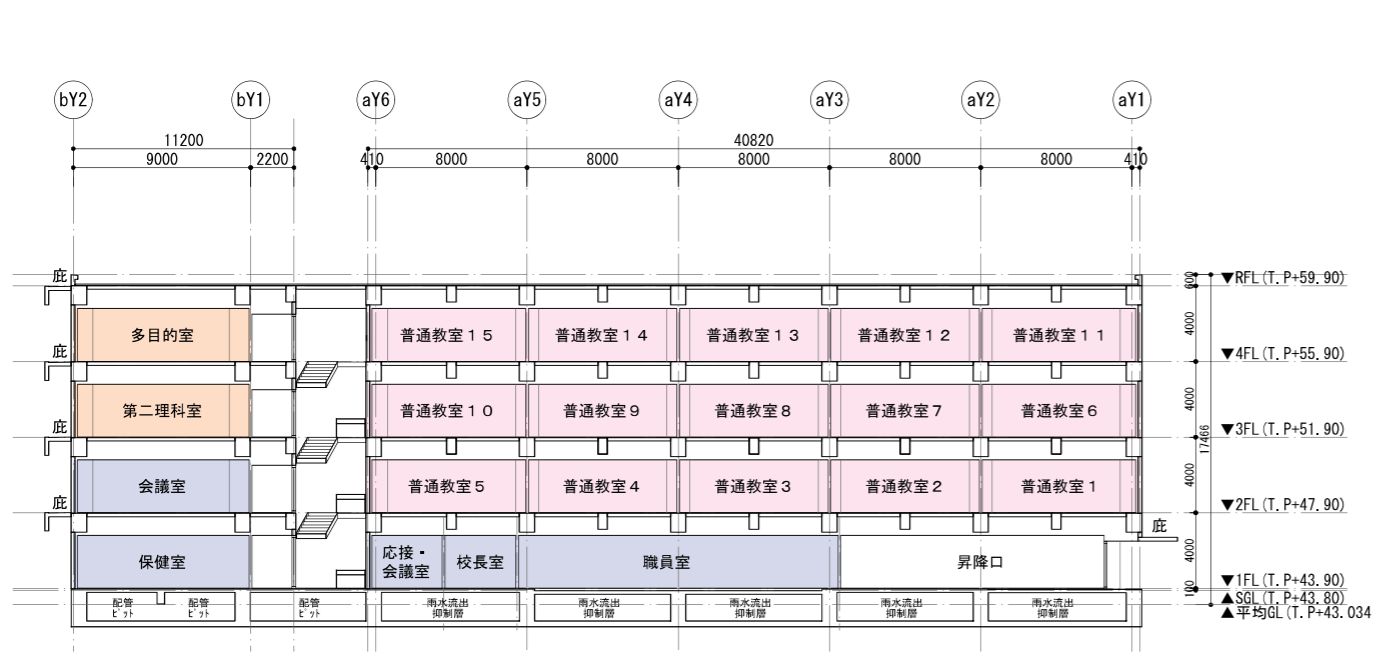 bY2 bY1 aY6 aY5 aY4 aY3 aY2 aY1
11200 40820
9000 2200 410 8000 8000 8000 8000 8000 410
庇 600 ▼RFL(T.P+59.90)
多目的室 普通教室15 普通教室14 普通教室13 普通教室12 普通教室11 4000
庇 ▼4FL(T.P+55.90)
第二理科室 普通教室10 普通教室9 普通教室8 普通教室7 普通教室6 4000
庇 ▼3FL(T.P+51.90)
17466
会議室 普通教室5 普通教室4 普通教室3 普通教室2 普通教室1 4000
庇 ▼2FL(T.P+47.90)
庇
保健室 応接・
会議室 校長室 職員室 昇降口 4000
▼1FL(T.P+43.90)
100 ▲SGL(T.P+43.80)
▲平均GL(T.P+43.034
配管
ピット 配管
ピット 配管
ピット 雨水流出
抑制層 雨水流出
抑制層 雨水流出
抑制層 雨水流出
抑制層 雨水流出
抑制層